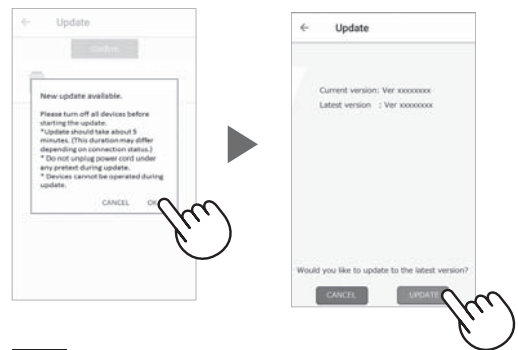 ← Update
Confirm
New update available.
Please turn off all devices before
starting the update.
*Update should take about 5
minutes. (This duration may differ
depending on connection status.)
* Do not unplug power cord under
any pretext during update.
* Devices cannot be operated during
update.
CANCEL OK
← Update
Current version: Ver xxxxxxxx
Latest version : Ver xxxxxxxx
Would you like to update to the latest version?
CANCEL UPDATE